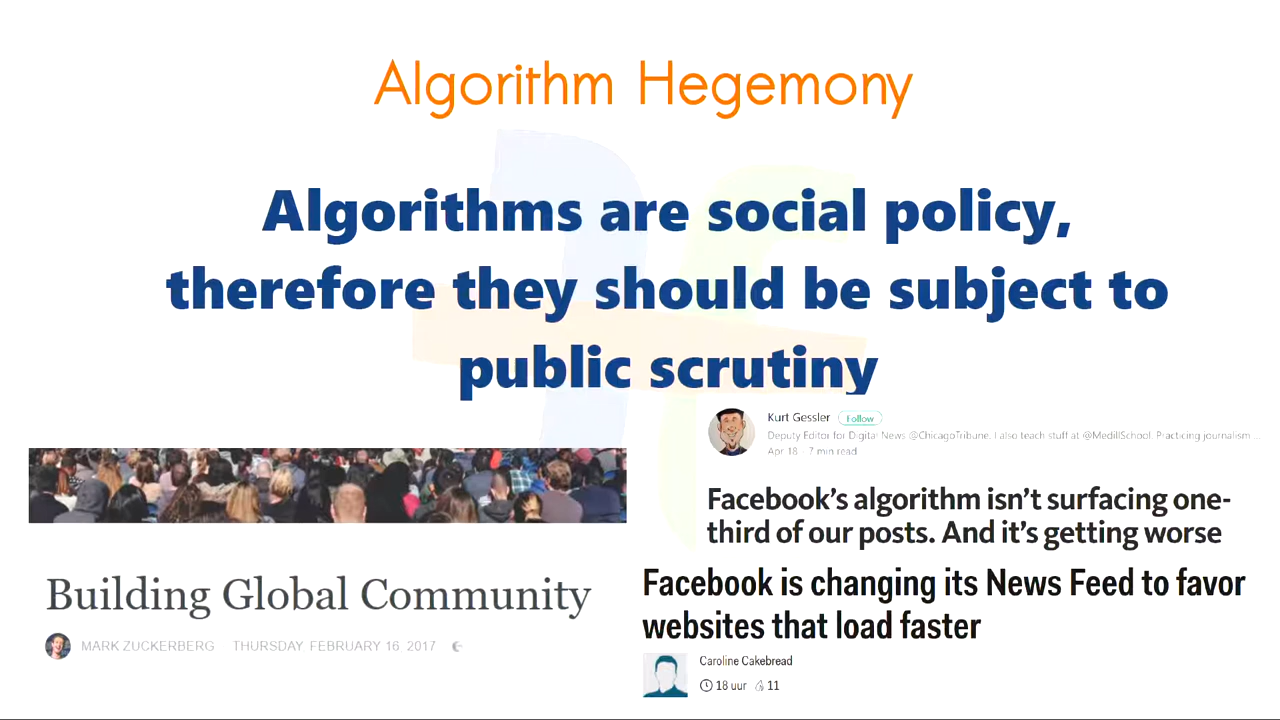 Algorithm Hegemony
Algorithms are social policy,
therefore they should be subject to
public scrutiny
Kurt Gessler Follow
Deputy Editor for Digital News @ChicagoTribune. I also teach stuff at @MedillSchool. Practicing journalism ...
Apr 18 · 7 min read
Facebook's algorithm isn't surfacing one-
third of our posts. And it's getting worse
Building Global Community
MARK ZUCKERBERG THURSDAY, FEBRUARY 16, 2017
Facebook is changing its News Feed to favor
websites that load faster
Caroline Cakebread
18 uur 11